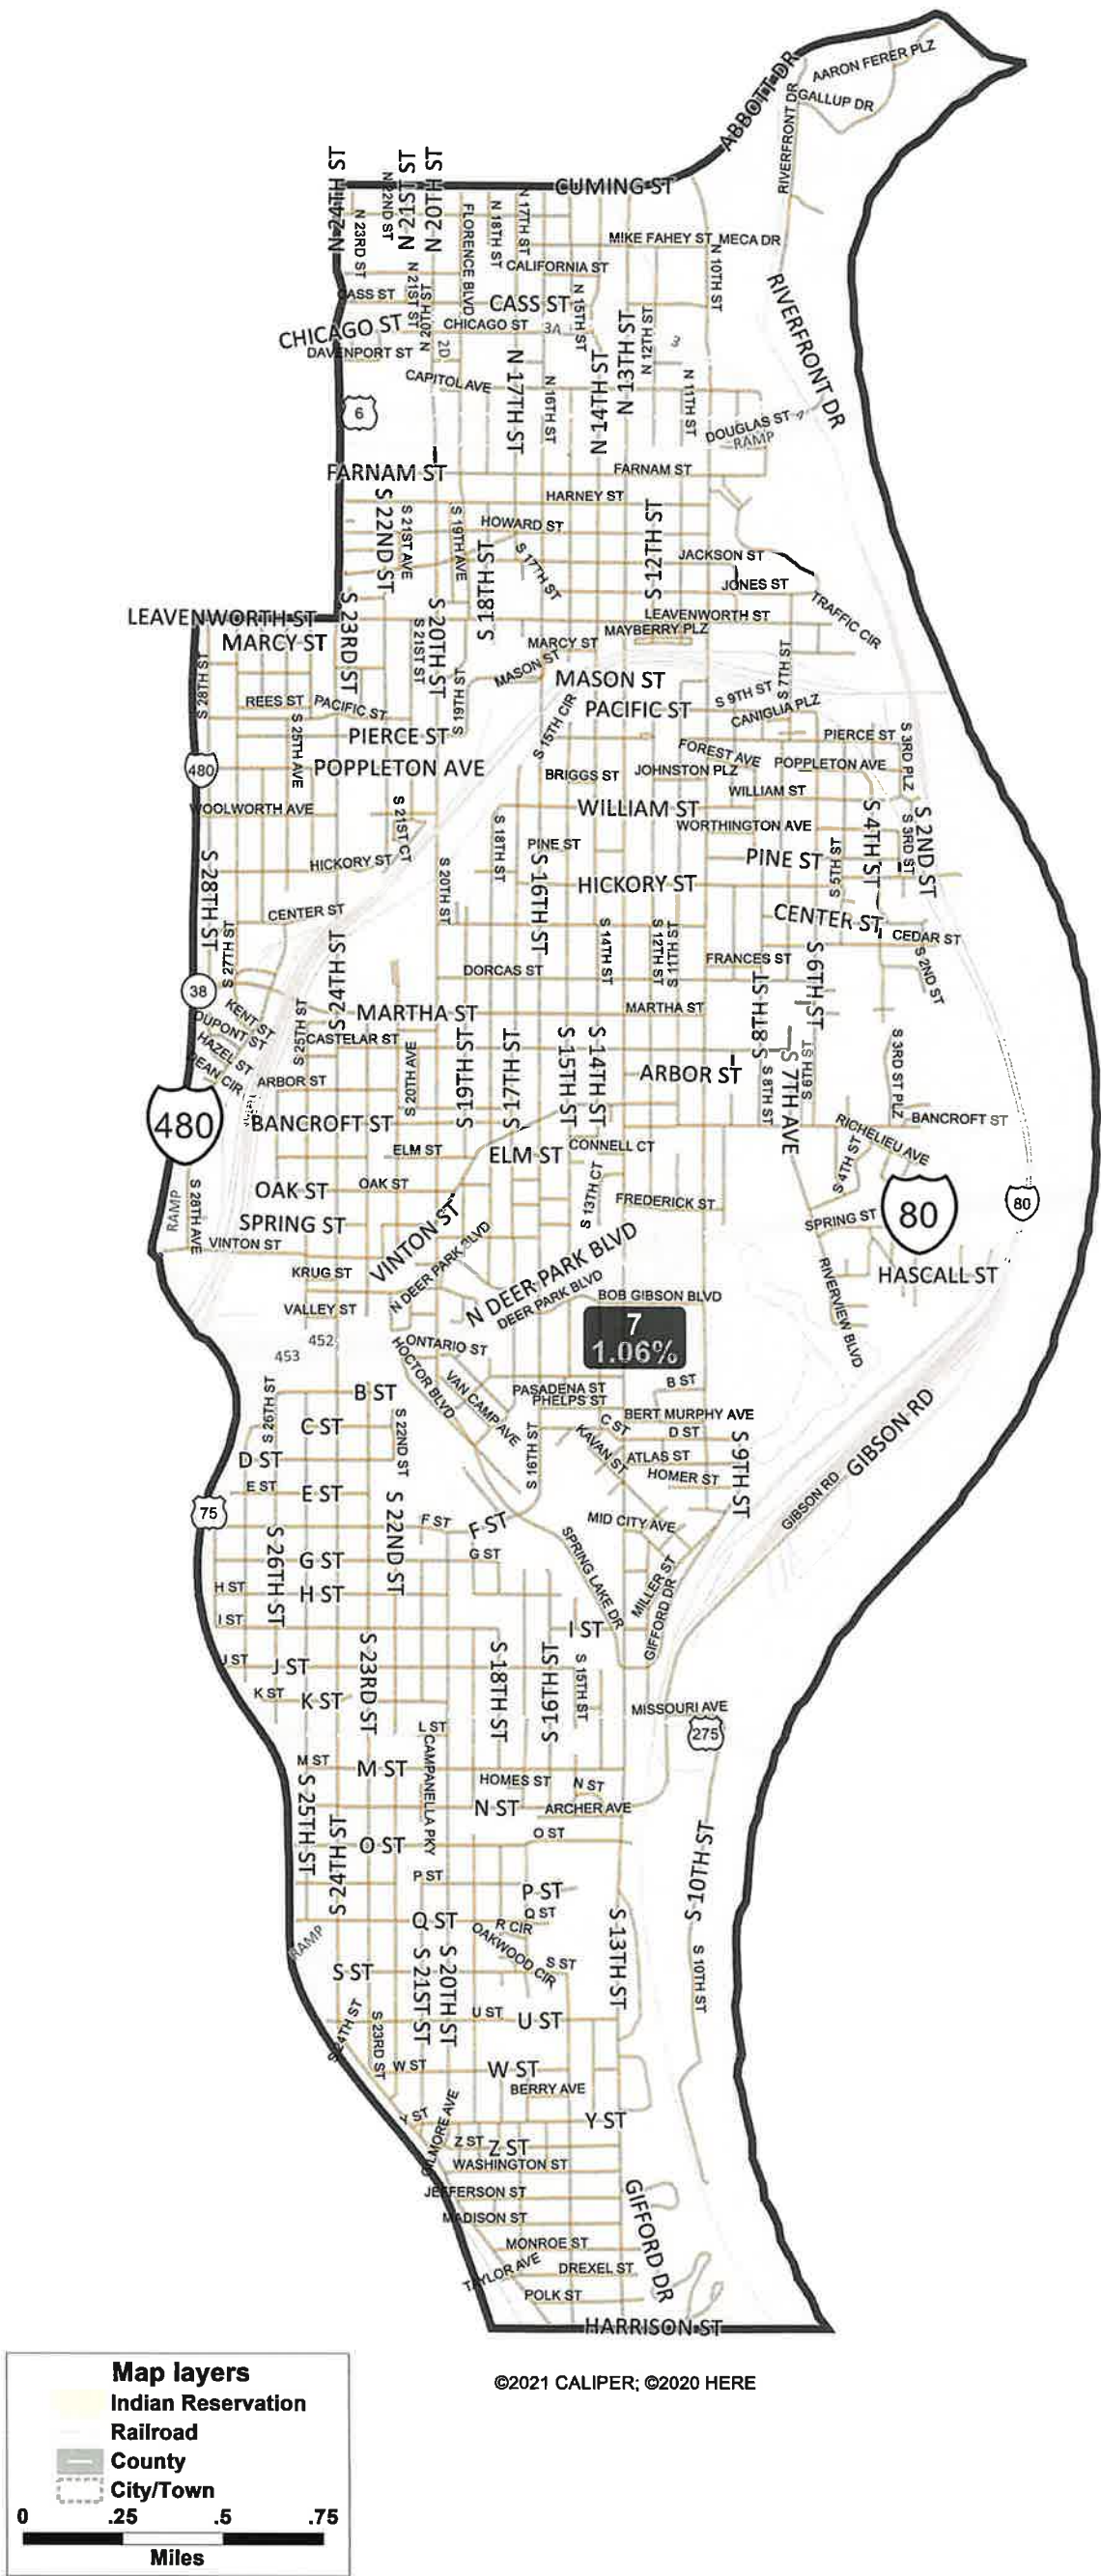 AARON FERER PLZ
ABBOTT DR
GALLUP DR
RIVERFRONT DR
N 24TH ST
N 22ND ST
N 21ST ST
N 20TH ST
CUMING ST
N 23RD ST
FLORENCE BLVD
N 18TH ST
N 17TH ST
MIKE FAHEY ST
MECA DR
N 10TH ST
CALIFORNIA ST
CASS ST
N 21ST ST
N 20TH ST
CASS ST
N 15TH ST
RIVERFRONT DR
CHICAGO ST
CHICAGO ST
3A
N 13TH ST
N 12TH ST
3
DAVENPORT ST
2D
CAPITOL AVE
N 17TH ST
N 16TH ST
N 14TH ST
N 11TH ST
6
DOUGLAS ST
RAMP
FARNAM ST
FARNAM ST
HARNEY ST
S 22ND ST
S 21ST AVE
S 19TH AVE
HOWARD ST
S 18TH ST
S 17TH ST
S 12TH ST
JACKSON ST
JONES ST
TRAFFIC CIR
LEAVENWORTH ST
S 23RD ST
S 20TH ST
LEAVENWORTH ST
MAYBERRY PLZ
MARCY ST
S 21ST ST
MARCY ST
S 28TH ST
MASON ST
MASON ST
S 7TH ST
S 9TH ST
REES ST
PACIFIC ST
S 19TH ST
PACIFIC ST
CANIGLIA PLZ
S 25TH AVE
PIERCE ST
S 15TH CIR
PIERCE ST
S 3RD PLZ
FOREST AVE
480
POPPLETON AVE
BRIGGS ST
JOHNSTON PLZ
POPPLETON AVE
WILLIAM ST
WOOLWORTH AVE
S 21ST CT
S 18TH ST
WILLIAM ST
WORTHINGTON AVE
S 4TH ST
S 3RD ST
S 2ND ST
PINE ST
PINE ST
S 5TH ST
S 28TH ST
HICKORY ST
S 20TH ST
S 16TH ST
HICKORY ST
CENTER ST
S 27TH ST
S 14TH ST
S 12TH ST
S 11TH ST
CENTER ST
CEDAR ST
S 24TH ST
FRANCES ST
S 6TH ST
S 2ND ST
DORCAS ST
38
KENT ST
S 25TH ST
MARTHA ST
MARTHA ST
S 8TH ST
DUPONT ST
HAZEL ST
CASTELAR ST
S 20TH AVE
S 19TH ST
S 17TH ST
S 15TH ST
S 14TH ST
S 7TH AVE
S 6TH ST
S 3RD ST PLZ
DEAN CIR
ARBOR ST
ARBOR ST
S 8TH ST
480
BANCROFT ST
BANCROFT ST
RICHELIEU AVE
ELM ST
ELM ST
CONNELL CT
S 4TH ST
OAK ST
OAK ST
S 13TH CT
FREDERICK ST
80
80
RAMP
S 28TH AVE
SPRING ST
VINTON ST
SPRING ST
VINTON ST
N DEER PARK BLVD
N DEER PARK BLVD
KRUG ST
RIVERVIEW BLVD
HASCALL ST
DEER PARK BLVD
BOB GIBSON BLVD
VALLEY ST
452
453
7
1.06%
ONTARIO ST
HOCTOR BLVD
VAN CAMP AVE
B ST
PASADENA ST
PHELPS ST
B ST
S 26TH ST
C ST
S 22ND ST
C ST
BERT MURPHY AVE
D ST
GIBSON RD
D ST
S 16TH ST
KAVAN ST
ATLAS ST
HOMER ST
S 9TH ST
E ST
E ST
75
GIBSON RD
S 26TH ST
S 22ND ST
F ST
F ST
SPRING LAKE DR
MID CITY AVE
G ST
G ST
H ST
H ST
MILLER ST
GIFFORD DR
I ST
I ST
J ST
J ST
S 23RD ST
S 18TH ST
S 16TH ST
S 15TH ST
K ST
K ST
MISSOURI AVE
L ST
275
M ST
M ST
CAMPANELLA PKY
HOMES ST
N ST
S 25TH ST
N ST
ARCHER AVE
S 24TH ST
O ST
O ST
S 10TH ST
P ST
P ST
Q ST
Q ST
R CIR
OAKWOOD CIR
S 13TH ST
RAMP
S ST
S 21ST ST
S 20TH ST
S ST
S 10TH ST
S 24TH ST
S 23RD ST
U ST
U ST
W ST
W ST
BERRY AVE
Y ST
GILMORE AVE
Y ST
Z ST
Z ST
WASHINGTON ST
JEFFERSON ST
GIFFORD DR
MADISON ST
MONROE ST
TAYLOR AVE
DREXEL ST
POLK ST
HARRISON ST
Map layers
Indian Reservation
Railroad
County
City/Town
0 .25 .5 .75
Miles
©2021 CALIPER; ©2020 HERE